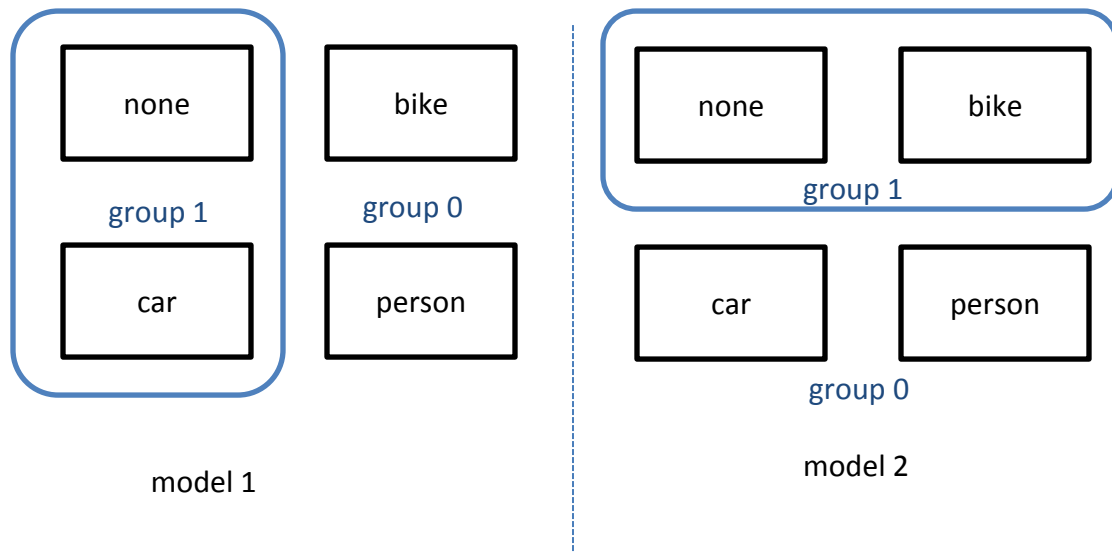 none
bike
group 1
group 0
car
person
model 1
none
bike
group 1
car
person
group 0
model 2